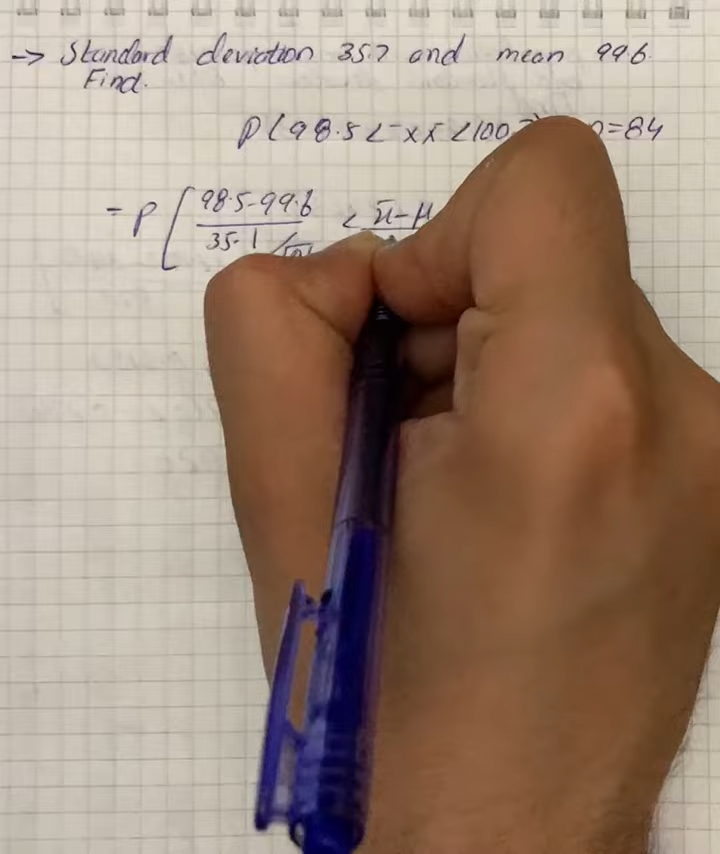 → Standard deviation 35.7 and mean 99.6
Find.
P(98.5 < x̄ < 100 n=84
= P [ 98.5-99.6 / 35.1/√n < x̄-μ